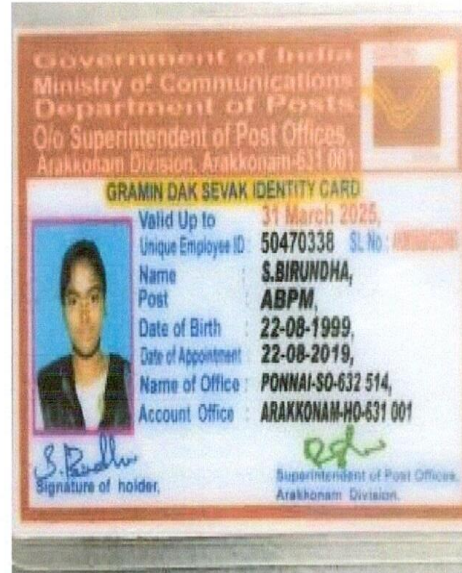 Government of India
Ministry of Communications
Department of Posts
O/o Superintendent of Post Offices,
Arakkonam Division, Arakkonam-631 001
GRAMIN DAK SEVAK IDENTITY CARD
Valid Up to 31 March 2025,
Unique Employee ID : 50470338 SL No :
Name : S.BIRUNDHA,
Post : ABPM,
Date of Birth : 22-08-1999,
Date of Appointment : 22-08-2019,
Name of Office : PONNAI-SO-632 514,
Account Office : ARAKKONAM-HO-631 001
Signature of holder,
Superintendent of Post Offices,
Arakkonam Division.